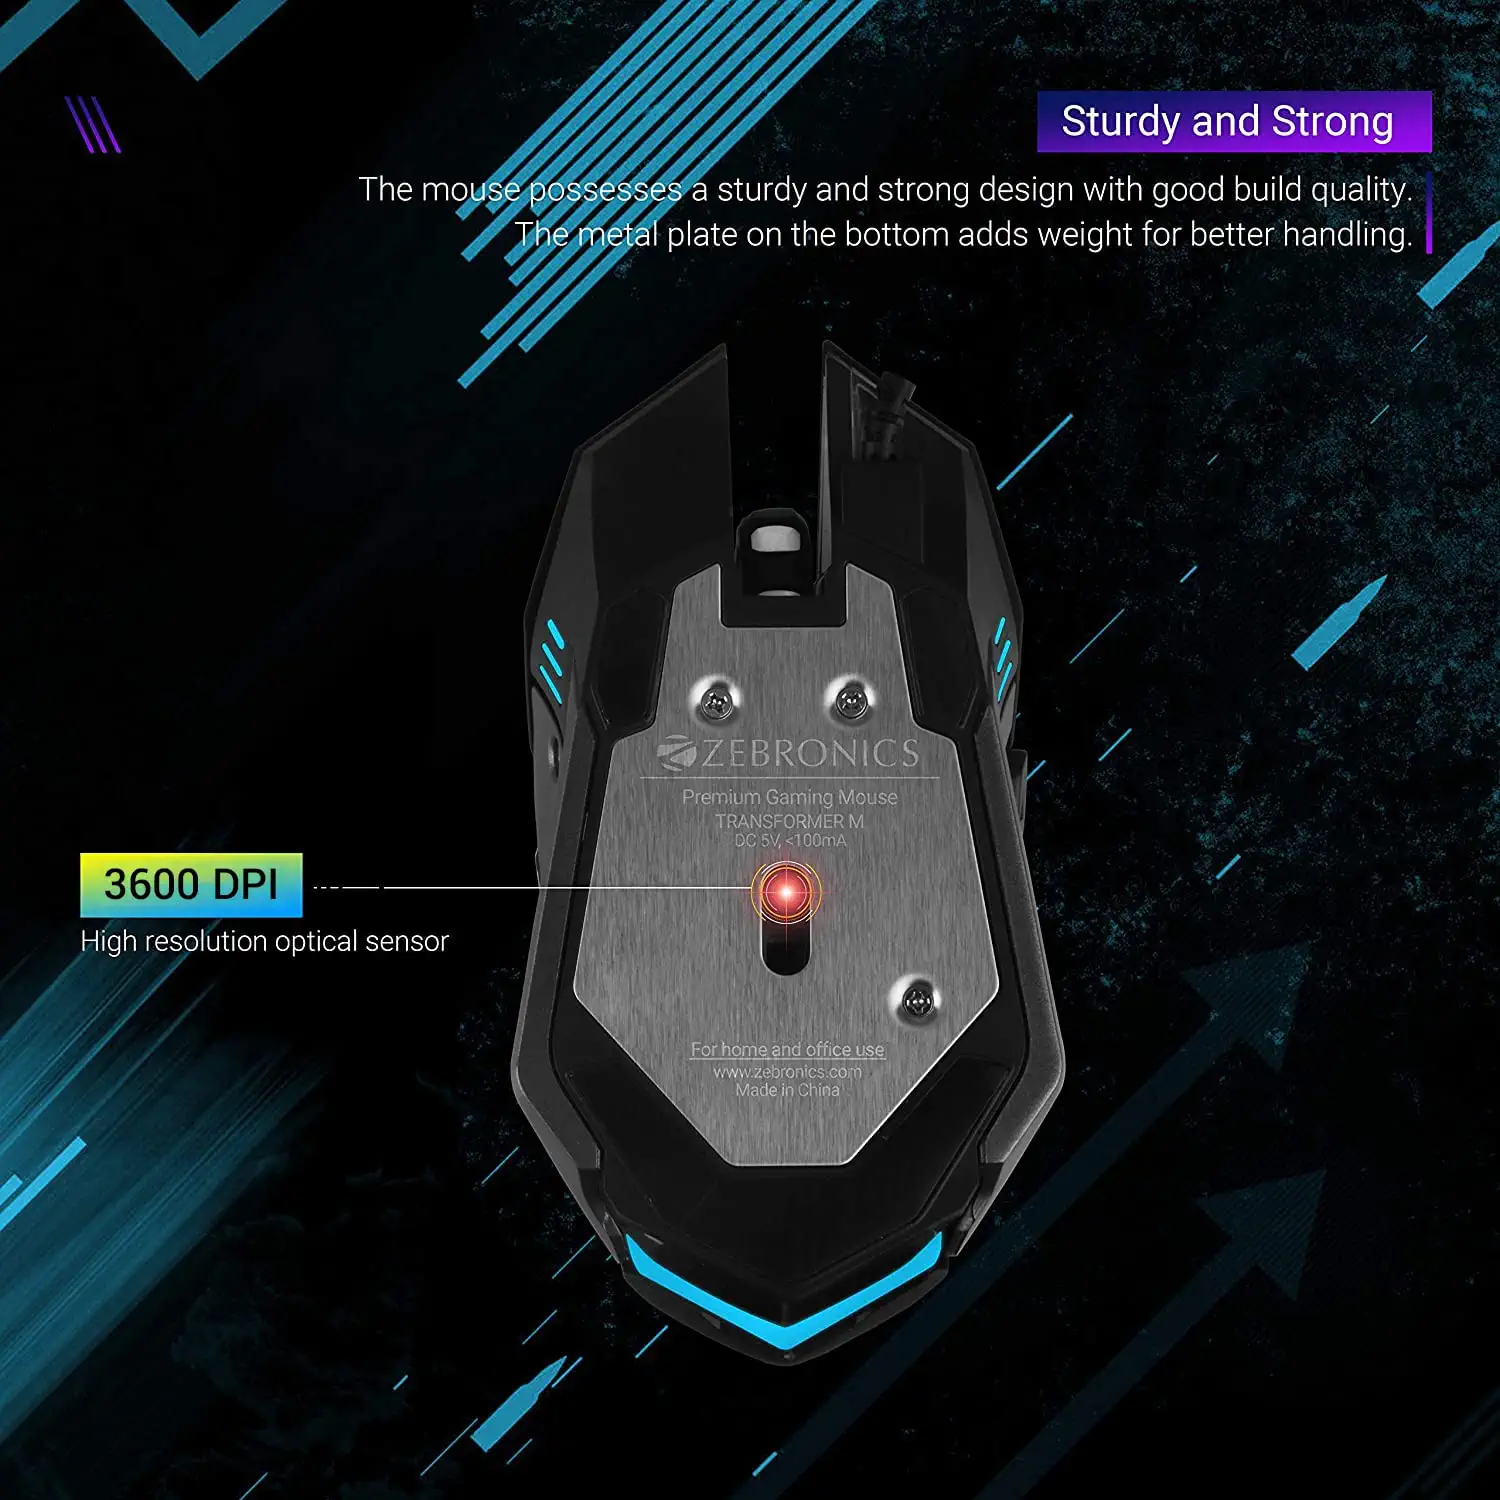 Sturdy and Strong
The mouse possesses a sturdy and strong design with good build quality.
The metal plate on the bottom adds weight for better handling.
ZEBRONICS
Premium Gaming Mouse
TRANSFORMER M
DC 5V, <100mA
3600 DPI
High resolution optical sensor
For home and office use
www.zebronics.com
Made in China